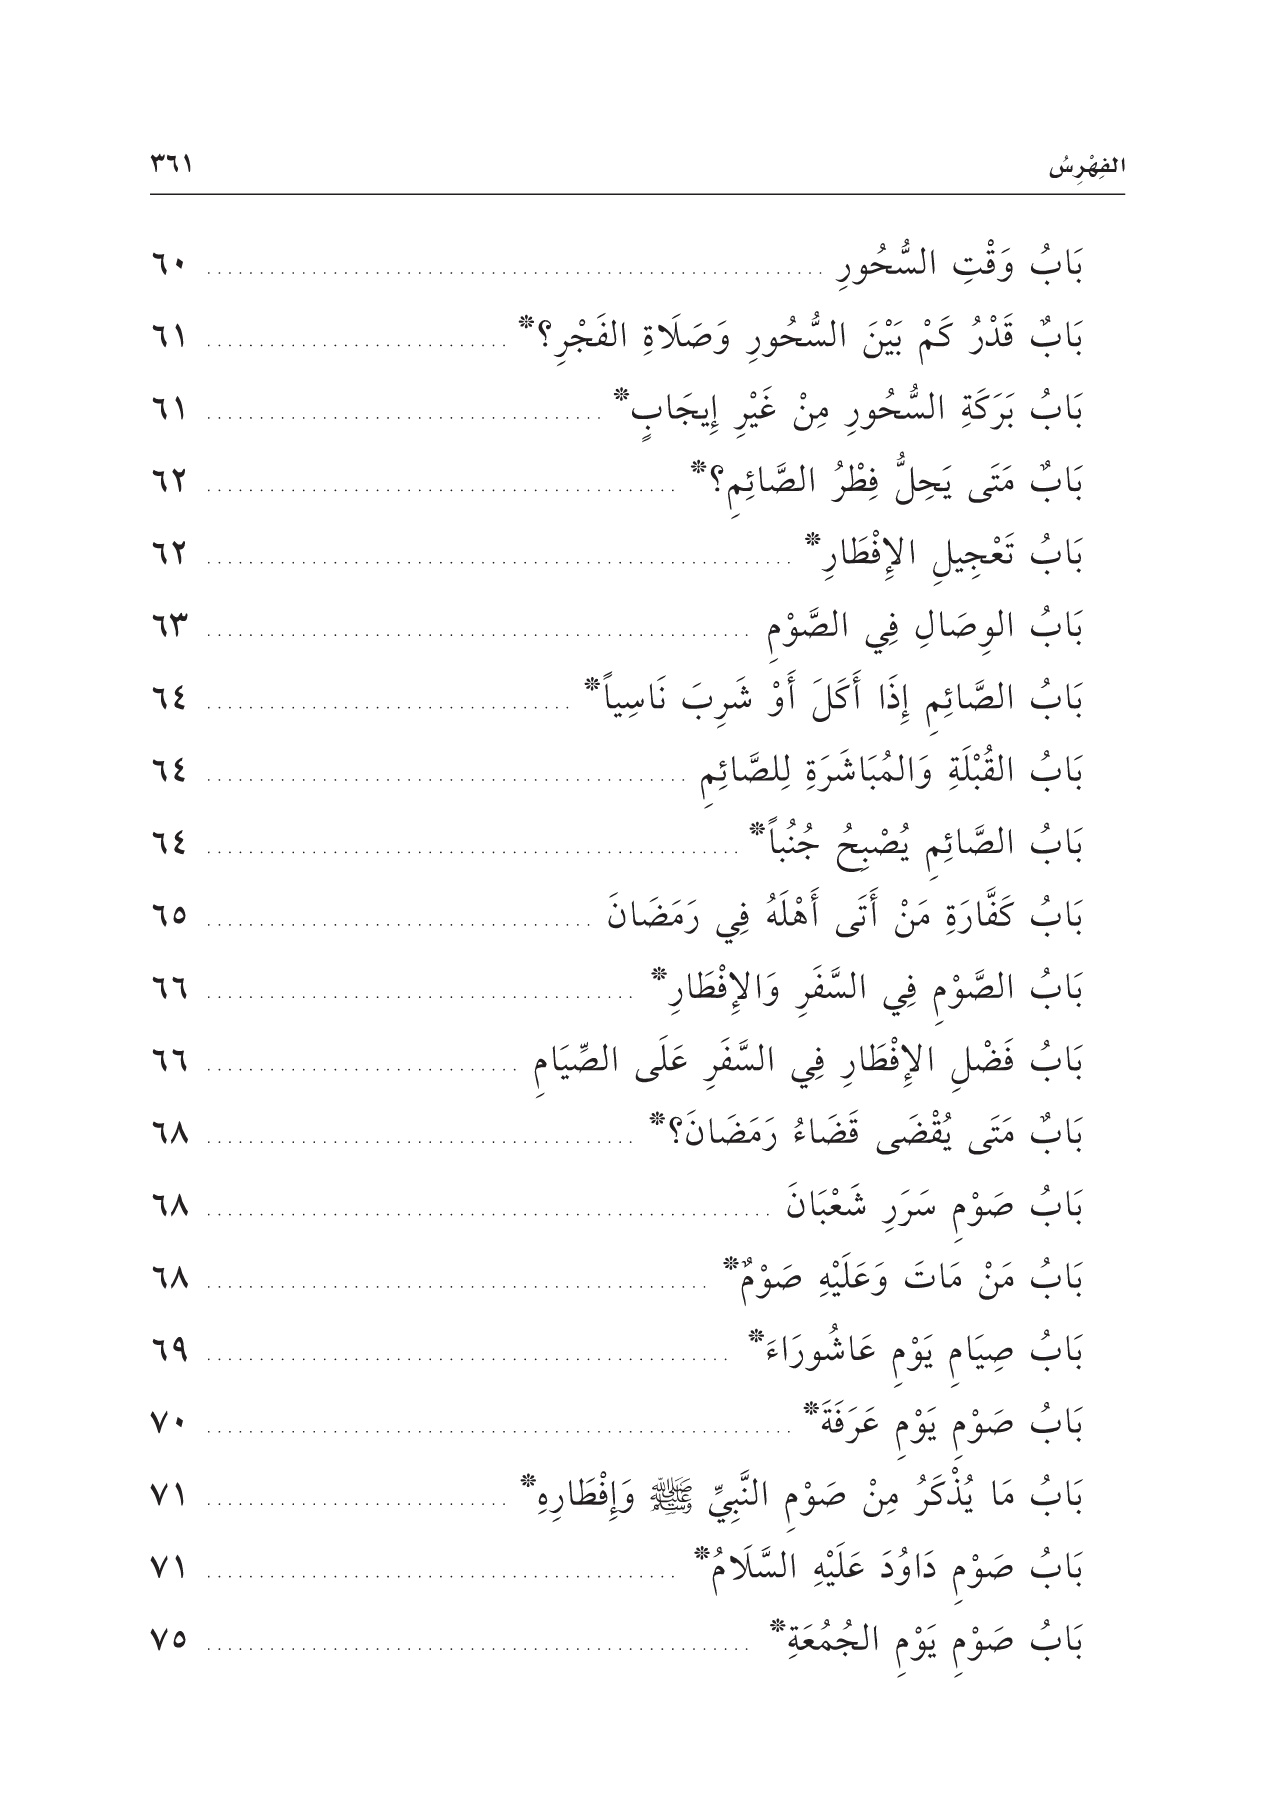 الفِهْرِسُ ٣٦١
بَابُ وَقْتِ السُّحُورِ ........ ٦٠
بَابٌ قَدْرُ كَمْ بَيْنَ السُّحُورِ وَصَلَاةِ الفَجْرِ؟* ........ ٦١
بَابُ بَرَكَةِ السُّحُورِ مِنْ غَيْرِ إِيجَابٍ* ........ ٦١
بَابٌ مَتَى يَحِلُّ فِطْرُ الصَّائِمِ؟* ........ ٦٢
بَابُ تَعْجِيلِ الإِفْطَارِ* ........ ٦٢
بَابُ الوِصَالِ فِي الصَّوْمِ ........ ٦٣
بَابُ الصَّائِمِ إِذَا أَكَلَ أَوْ شَرِبَ نَاسِياً* ........ ٦٤
بَابُ القُبْلَةِ وَالمُبَاشَرَةِ لِلصَّائِمِ ........ ٦٤
بَابُ الصَّائِمِ يُصْبِحُ جُنُباً* ........ ٦٤
بَابُ كَفَّارَةِ مَنْ أَتَى أَهْلَهُ فِي رَمَضَانَ ........ ٦٥
بَابُ الصَّوْمِ فِي السَّفَرِ وَالإِفْطَارِ* ........ ٦٦
بَابُ فَضْلِ الإِفْطَارِ فِي السَّفَرِ عَلَى الصِّيَامِ ........ ٦٦
بَابٌ مَتَى يُقْضَى قَضَاءُ رَمَضَانَ؟* ........ ٦٨
بَابُ صَوْمِ سَرَرِ شَعْبَانَ ........ ٦٨
بَابُ مَنْ مَاتَ وَعَلَيْهِ صَوْمٌ* ........ ٦٨
بَابُ صِيَامِ يَوْمِ عَاشُورَاءَ* ........ ٦٩
بَابُ صَوْمِ يَوْمِ عَرَفَةَ* ........ ٧٠
بَابُ مَا يُذْكَرُ مِنْ صَوْمِ النَّبِيِّ ﷺ وَإِفْطَارِهِ* ........ ٧١
بَابُ صَوْمِ دَاوُدَ عَلَيْهِ السَّلَامُ* ........ ٧١
بَابُ صَوْمِ يَوْمِ الجُمُعَةِ* ........ ٧٥